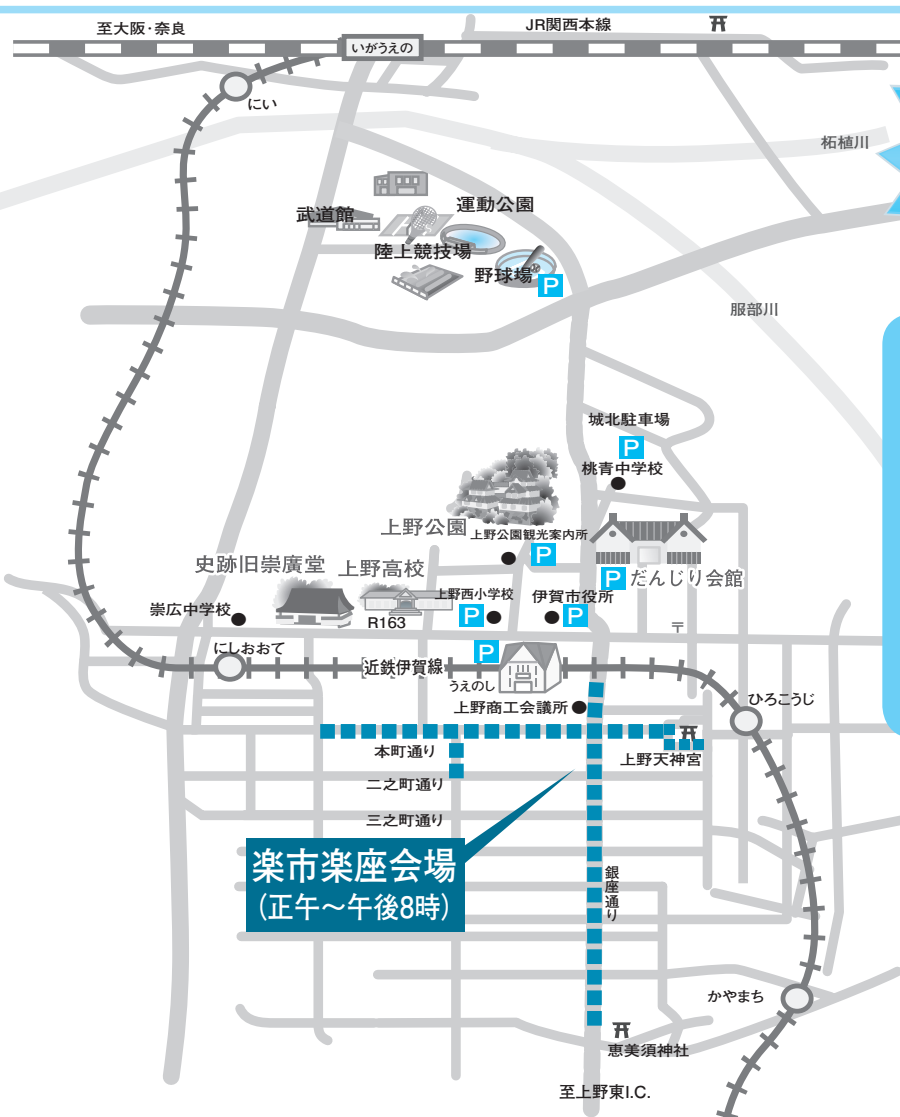 至大阪・奈良
JR関西本線
いがうえの
にい
柘植川
運動公園
武道館
陸上競技場
野球場
P
服部川
城北駐車場
P
桃青中学校
上野公園
上野公園観光案内所
P
史跡旧崇廣堂
上野高校
P
だんじり会館
上野西小学校
P
伊賀市役所
P
崇広中学校
R163
〒
にしおおて
近鉄伊賀線
P
うえのし
ひろこうじ
上野商工会議所
本町通り
上野天神宮
二之町通り
三之町通り
楽市楽座会場
(正午〜午後8時)
銀座通り
かやまち
恵美須神社
至上野東I.C.